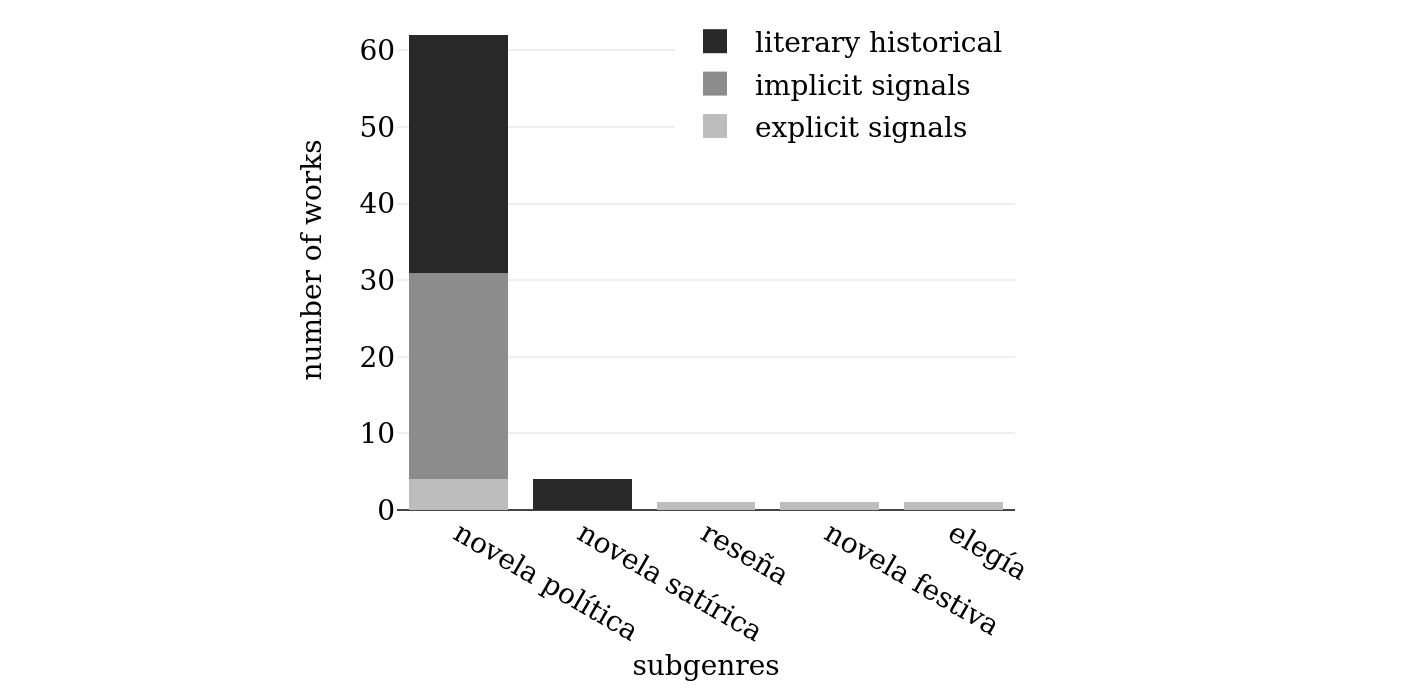 literary historical
implicit signals
explicit signals
number of works
60
50
40
30
20
10
0
novela política
novela satírica
reseña
novela festiva
elegía
subgenres